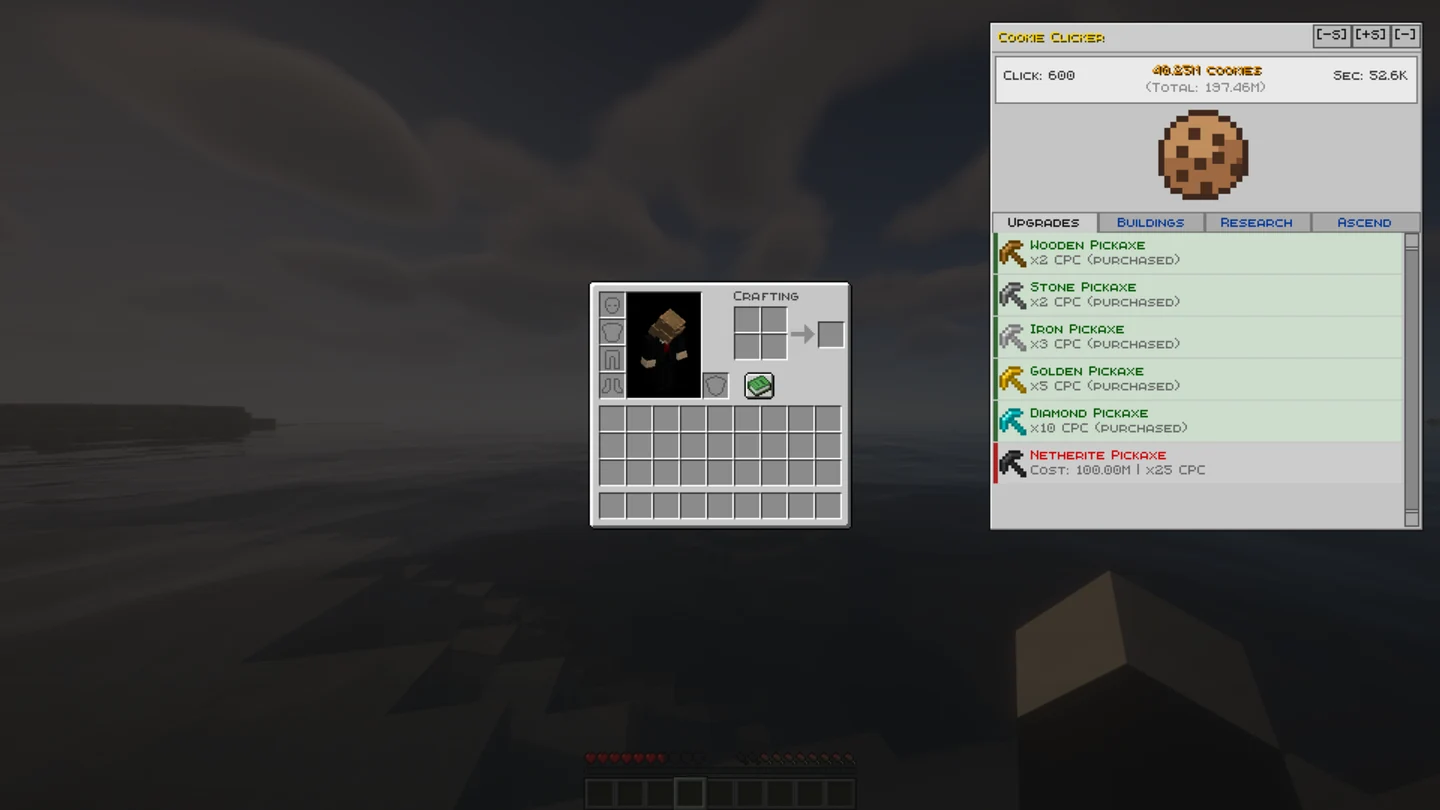 Cookie Clicker
[-S] [+S] [-]
Click: 600
40.25M cookies
(Total: 197.46M)
Sec: 52.6K
Upgrades
Buildings
Research
Ascend
Wooden Pickaxe
x2 CPC (purchased)
Stone Pickaxe
x2 CPC (purchased)
Iron Pickaxe
x3 CPC (purchased)
Golden Pickaxe
x5 CPC (purchased)
Diamond Pickaxe
x10 CPC (purchased)
Netherite Pickaxe
Cost: 100.00M | x25 CPC
Crafting